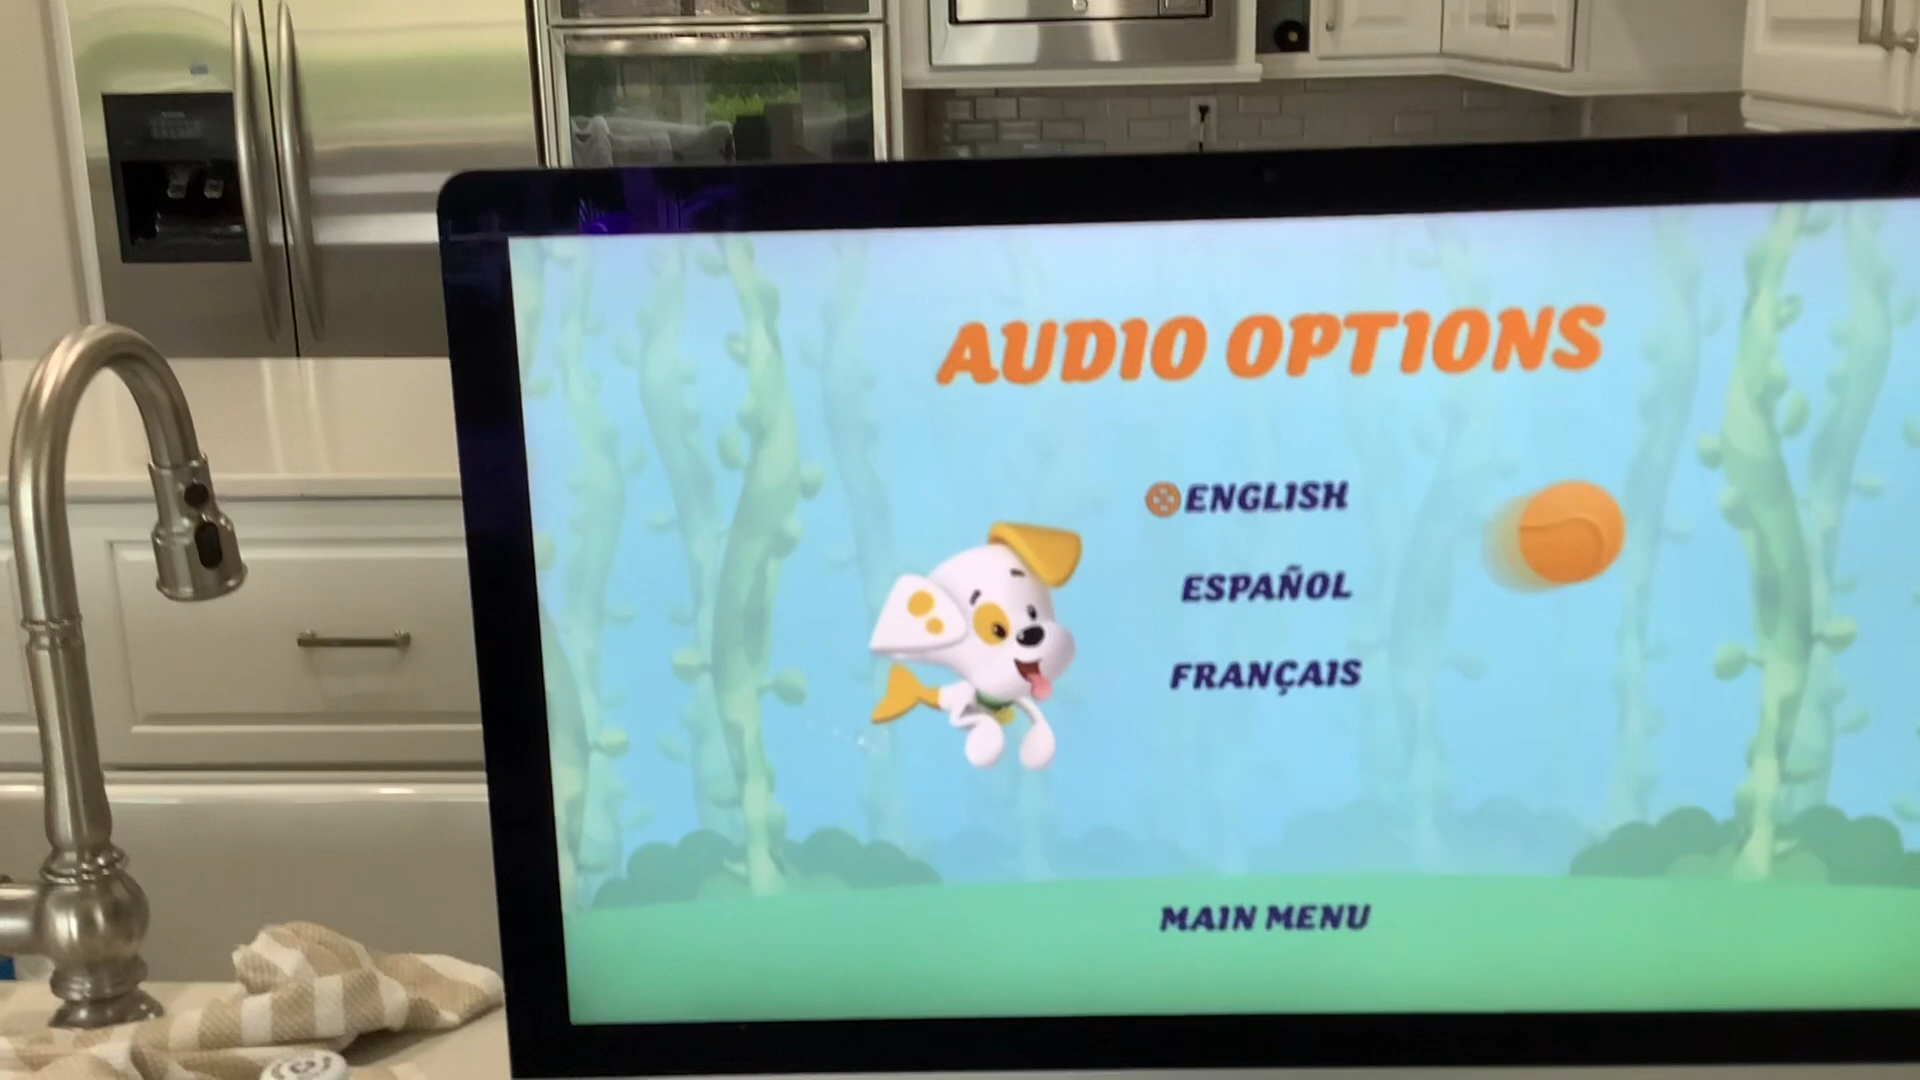 AUDIO OPTIONS
ENGLISH
ESPAÑOL
FRANÇAIS
MAIN MENU